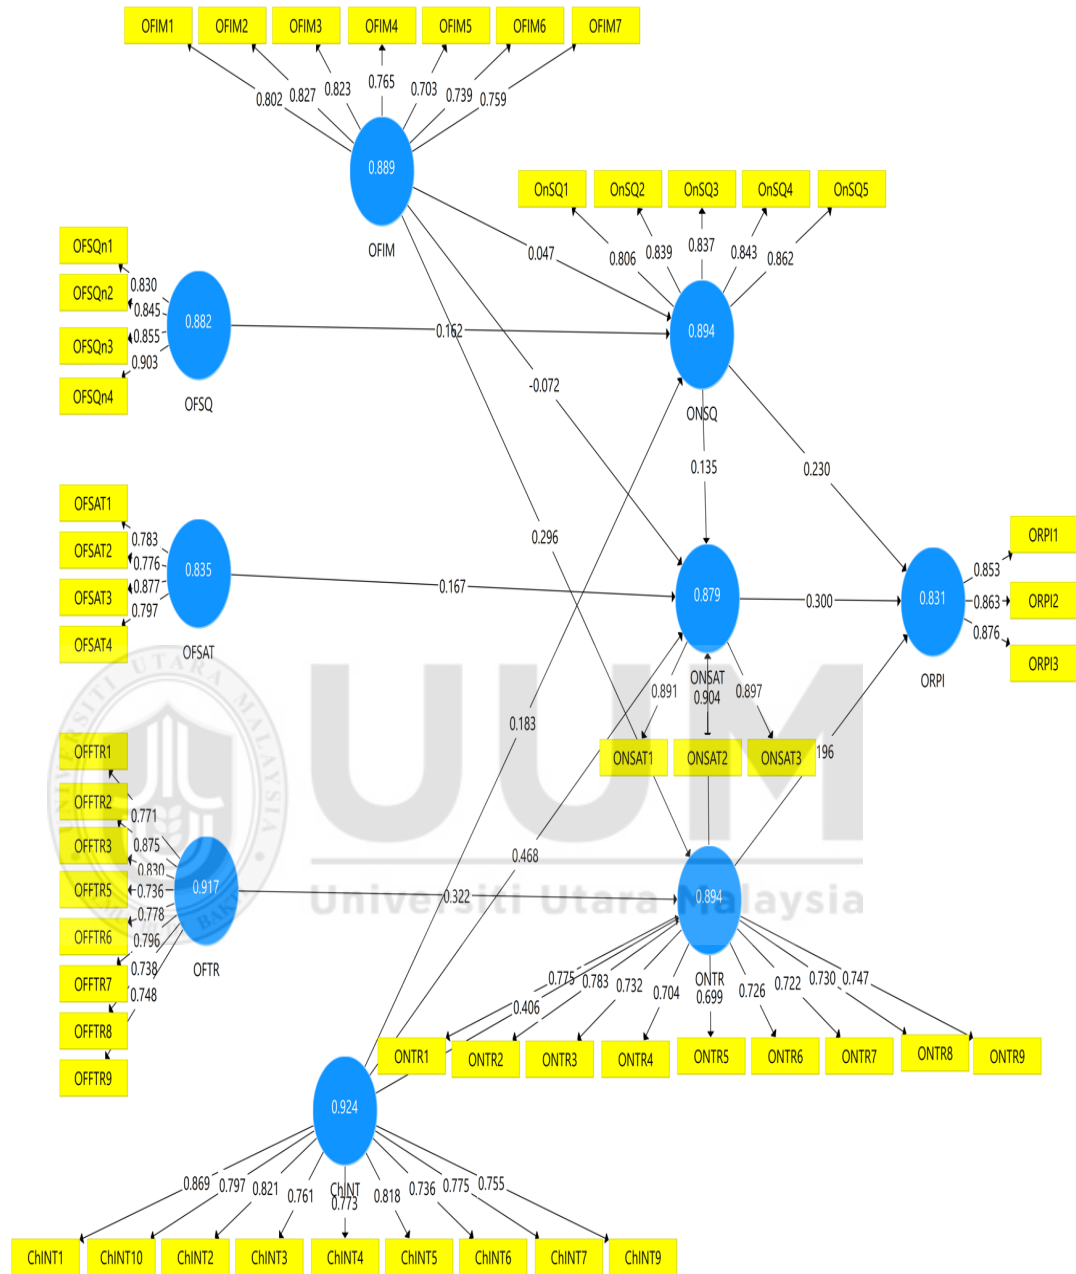 OFIM1 OFIM2 OFIM3 OFIM4 OFIM5 OFIM6 OFIM7
0.802 0.827 0.823 0.765 0.703 0.739 0.759
0.889
OFIM
OnSQ1 OnSQ2 OnSQ3 OnSQ4 OnSQ5
0.806 0.839 0.837 0.843 0.862
0.894
ONSQ
OFSQn1
OFSQn2
OFSQn3
OFSQn4
0.830
0.845
0.855
0.903
0.882
OFSQ
0.047
0.162
-0.072
0.296
0.135
0.230
OFSAT1
OFSAT2
OFSAT3
OFSAT4
0.783
0.776
0.877
0.797
0.835
OFSAT
0.167
0.879
ONSAT
0.891 0.904 0.897
ONSAT1 ONSAT2 ONSAT3
0.300
0.831
ORPI
0.853
0.863
0.876
ORPI1
ORPI2
ORPI3
0.183
196
0.468
OFFTR1
OFFTR2
OFFTR3
OFFTR5
OFFTR6
OFFTR7
OFFTR8
OFFTR9
0.771
0.875
0.830
0.736
0.778
0.796
0.738
0.748
0.917
OFTR
0.322
0.894
ONTR
0.775 0.783 0.732 0.704 0.699 0.726 0.722 0.730 0.747
0.406
ONTR1 ONTR2 ONTR3 ONTR4 ONTR5 ONTR6 ONTR7 ONTR8 ONTR9
0.924
ChINT
0.869 0.797 0.821 0.761 0.773 0.818 0.736 0.775 0.755
ChINT1 ChINT10 ChINT2 ChINT3 ChINT4 ChINT5 ChINT6 ChINT7 ChINT9
UUM
Universiti Utara Malaysia
UNIVERSITI UTARA MALAYSIA